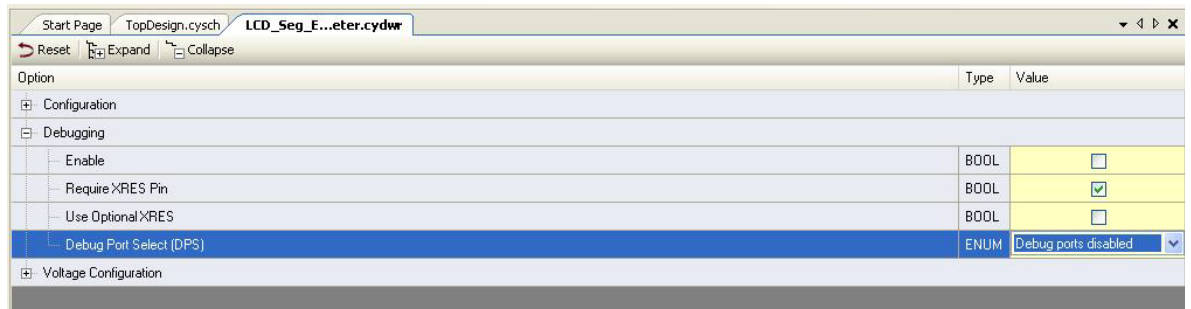 Start Page TopDesign.cysch LCD_Seg_E...eter.cydwr
Reset Expand Collapse
Option Type Value
Configuration
Debugging
Enable BOOL
Require XRES Pin BOOL
Use Optional XRES BOOL
Debug Port Select (DPS) ENUM Debug ports disabled
Voltage Configuration